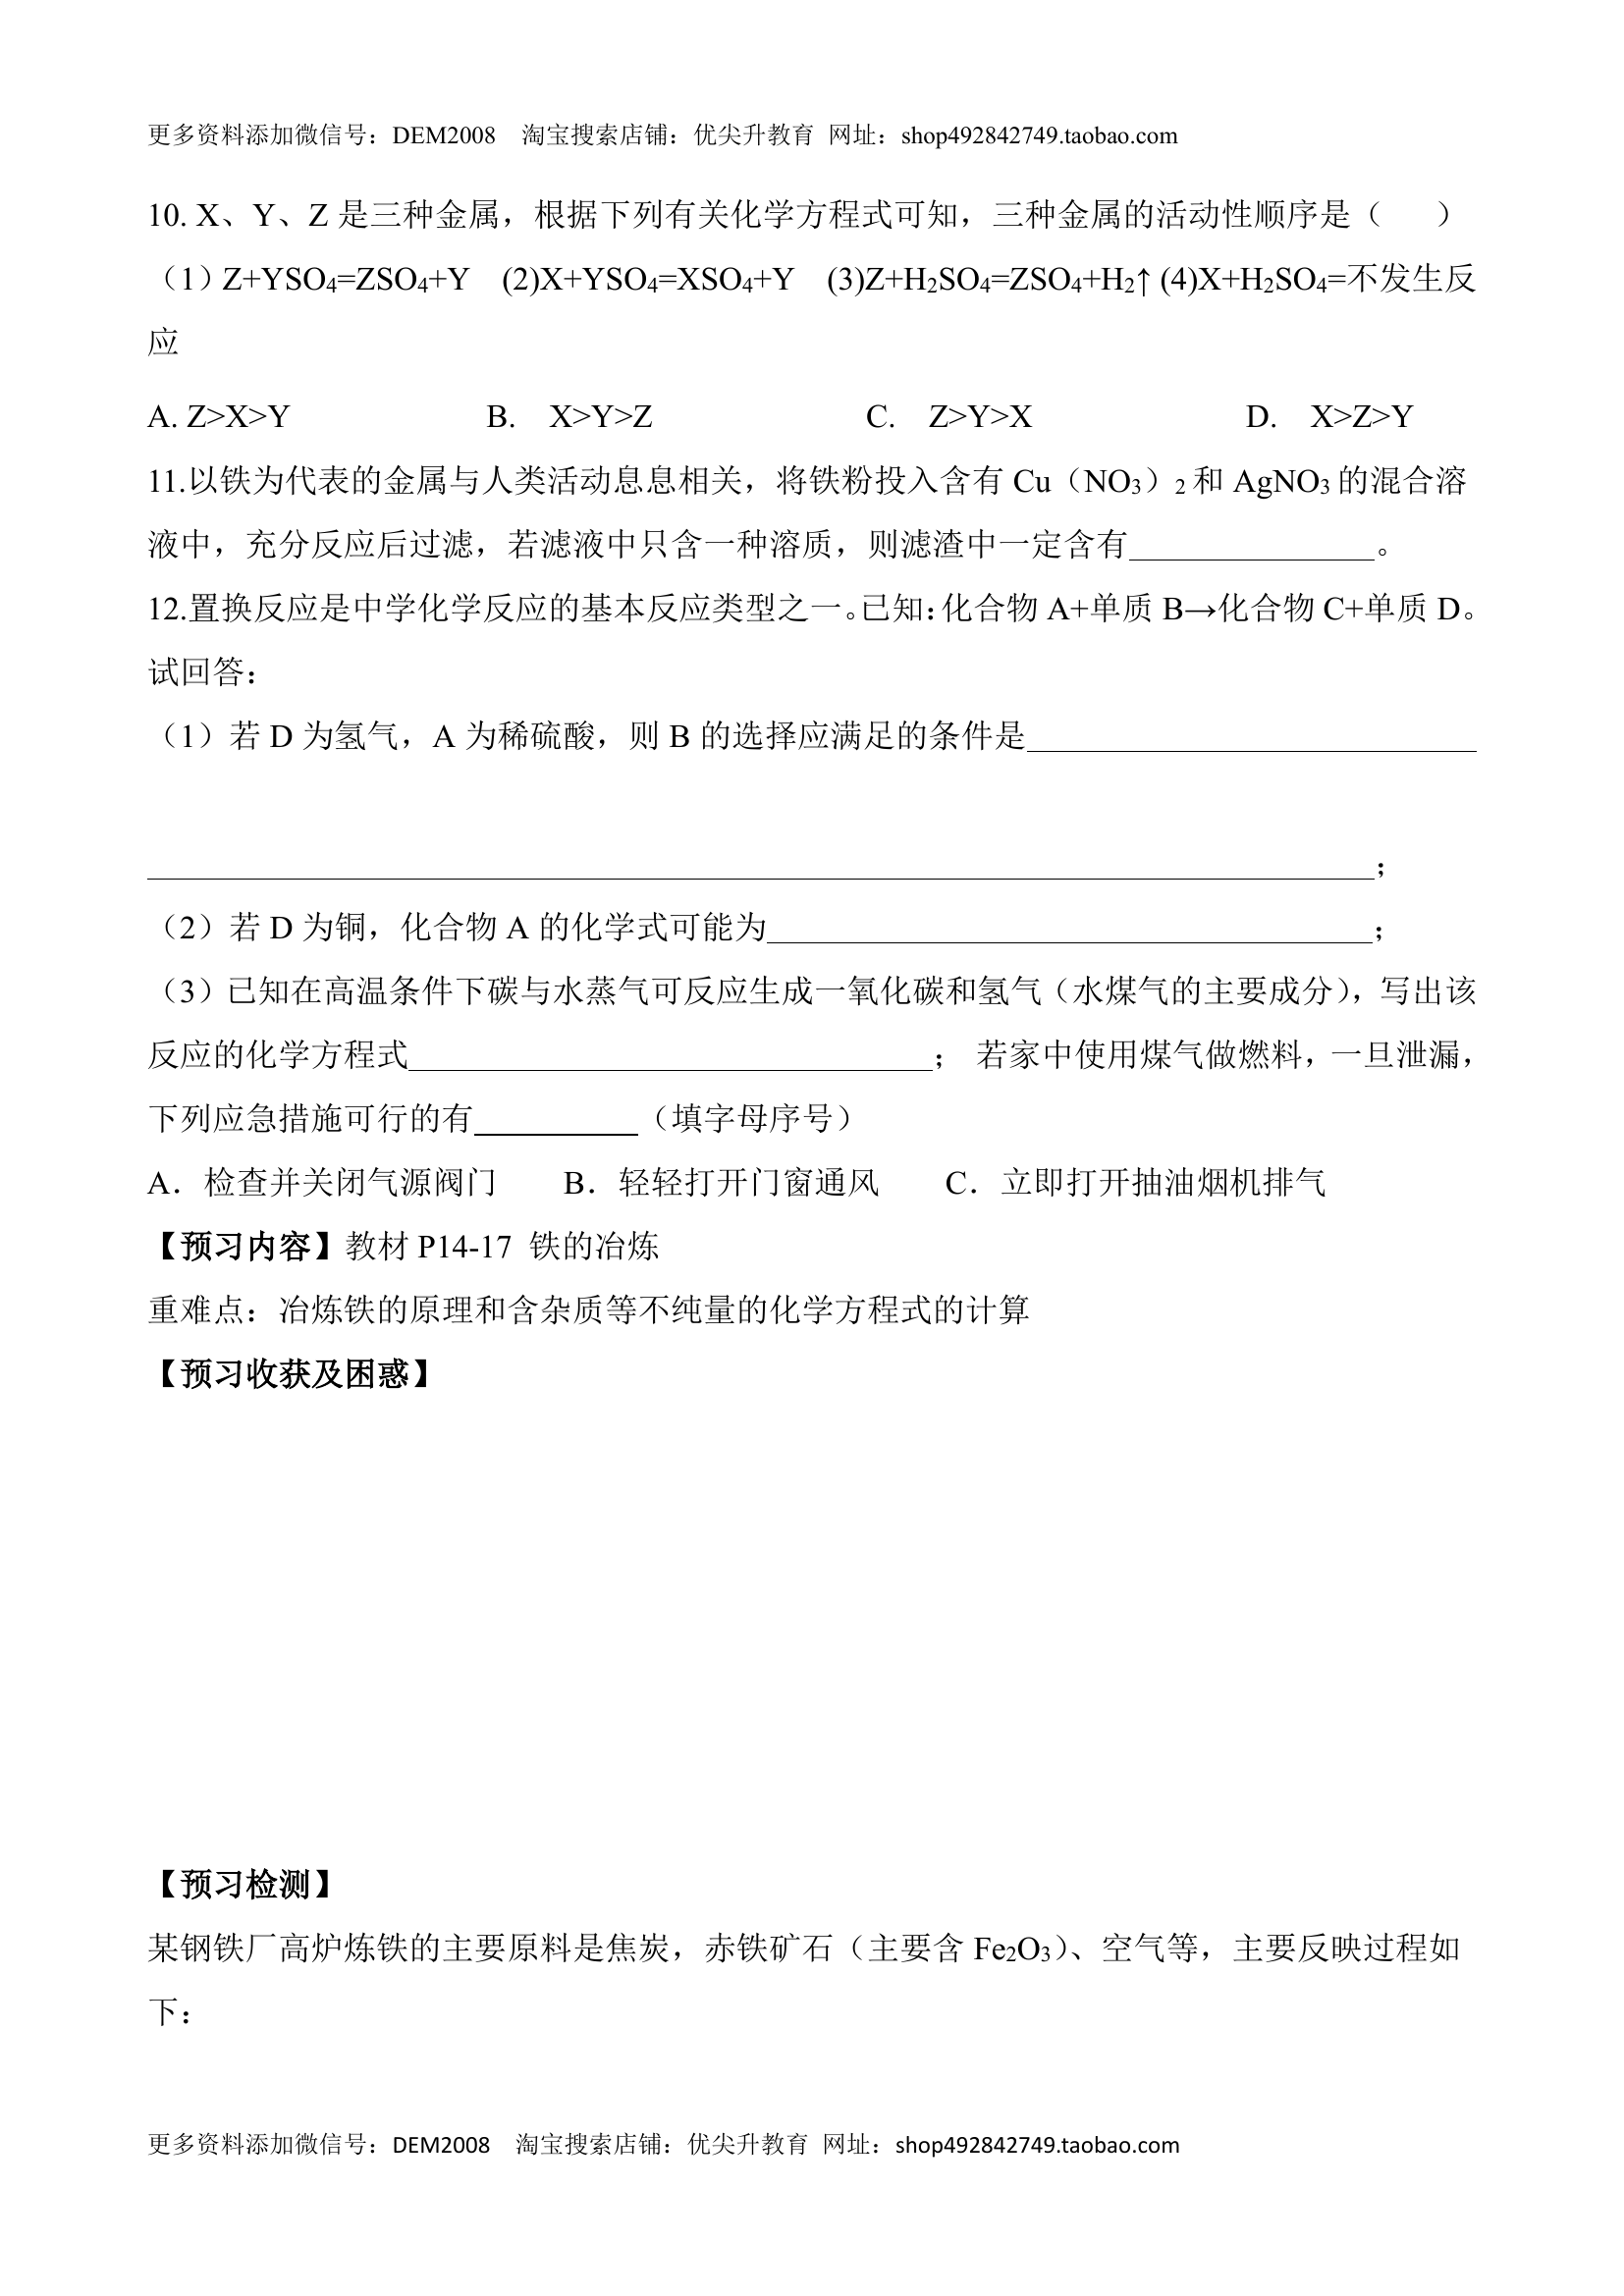 更多资料添加微信号：DEM2008 淘宝搜索店铺：优尖升教育 网址：shop492842749.taobao.com
10. X、Y、Z 是三种金属，根据下列有关化学方程式可知，三种金属的活动性顺序是（ ）
（1）Z+YSO₄=ZSO₄+Y (2)X+YSO₄=XSO₄+Y (3)Z+H₂SO₄=ZSO₄+H₂↑ (4)X+H₂SO₄=不发生反
应
A. Z>X>Y B. X>Y>Z C. Z>Y>X D. X>Z>Y
11.以铁为代表的金属与人类活动息息相关，将铁粉投入含有 Cu（NO₃）₂和 AgNO₃的混合溶
液中，充分反应后过滤，若滤液中只含一种溶质，则滤渣中一定含有_______________。
12.置换反应是中学化学反应的基本反应类型之一。已知：化合物 A+单质 B→化合物 C+单质 D。
试回答：
（1）若 D 为氢气，A 为稀硫酸，则 B 的选择应满足的条件是___________________________
___________________________________________________________________________；
（2）若 D 为铜，化合物 A 的化学式可能为_____________________________________；
（3）已知在高温条件下碳与水蒸气可反应生成一氧化碳和氢气（水煤气的主要成分），写出该
反应的化学方程式________________________________； 若家中使用煤气做燃料，一旦泄漏，
下列应急措施可行的有__________（填字母序号）
A．检查并关闭气源阀门 B．轻轻打开门窗通风 C．立即打开抽油烟机排气
【预习内容】教材 P14-17 铁的冶炼
重难点：冶炼铁的原理和含杂质等不纯量的化学方程式的计算
【预习收获及困惑】
【预习检测】
某钢铁厂高炉炼铁的主要原料是焦炭，赤铁矿石（主要含 Fe₂O₃）、空气等，主要反映过程如
下：
更多资料添加微信号：DEM2008 淘宝搜索店铺：优尖升教育 网址：shop492842749.taobao.com